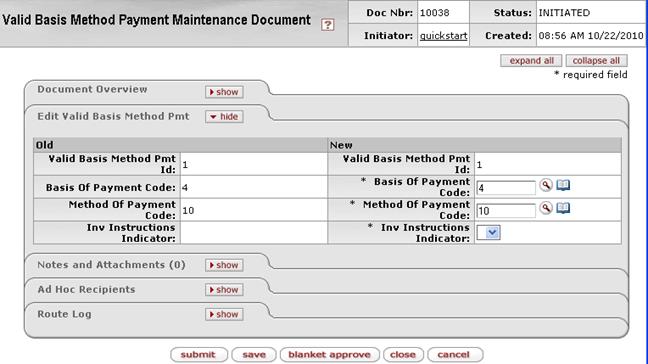 Valid Basis Method Payment Maintenance Document ?
Doc Nbr: 10038 Status: INITIATED
Initiator: quickstart Created: 08:56 AM 10/22/2010
expand all collapse all
* required field
Document Overview show
Edit Valid Basis Method Pmt hide
Old New
Valid Basis Method Pmt Id: 1 Valid Basis Method Pmt Id: 1
Basis Of Payment Code: 4 * Basis Of Payment Code: 4
Method Of Payment Code: 10 * Method Of Payment Code: 10
Inv Instructions Indicator: * Inv Instructions Indicator:
Notes and Attachments (0) show
Ad Hoc Recipients show
Route Log show
submit save blanket approve close cancel